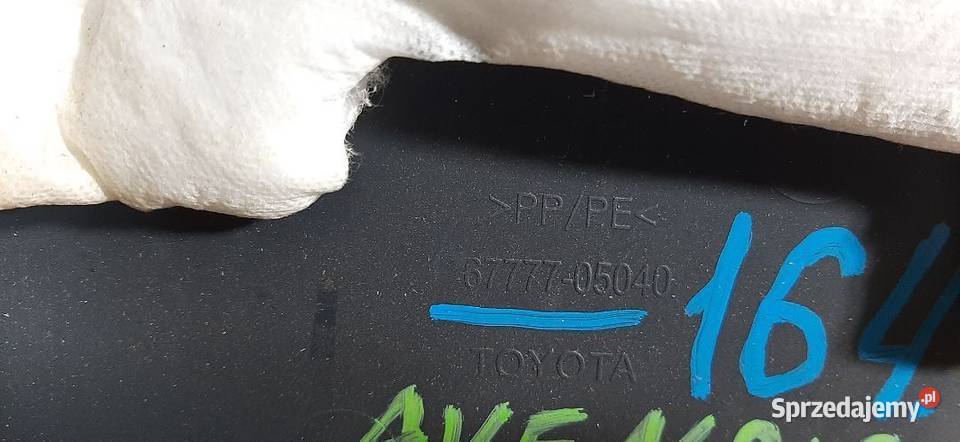 >PP/PE<
67777-05040
164
TOYOTA
Sprzedajemy.pl